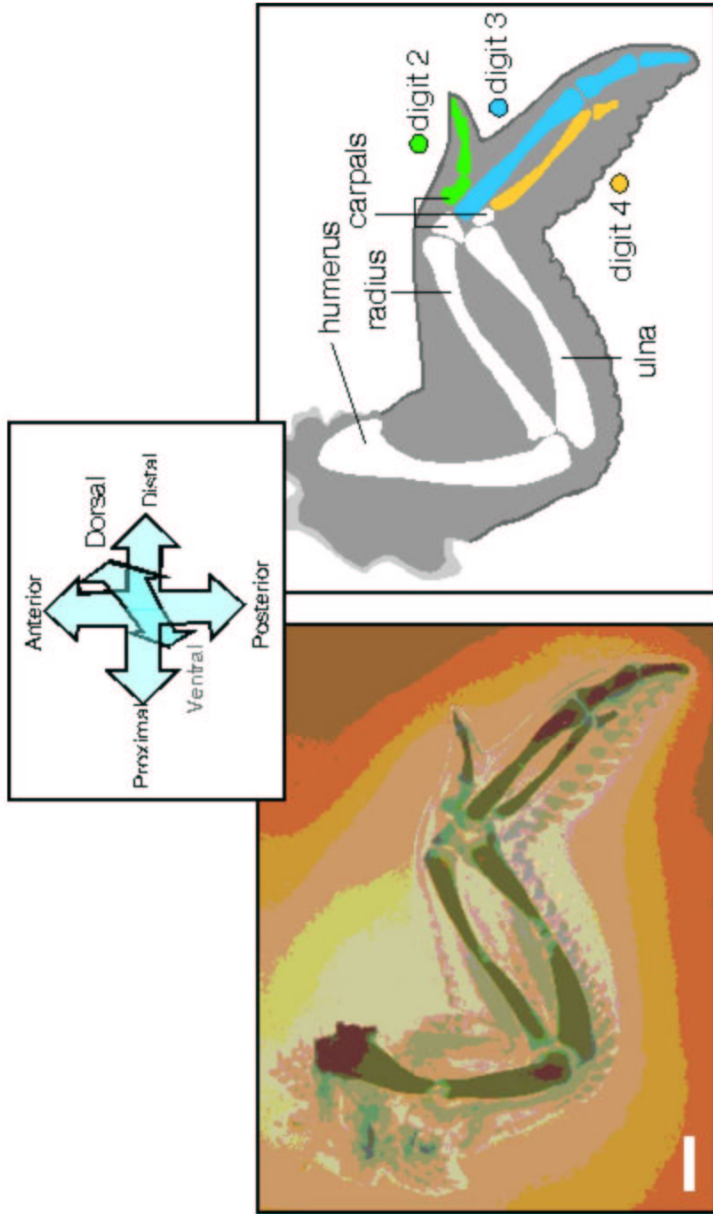 Anterior
Dorsal
Proximal
Distal
Ventral
Posterior
humerus
radius
carpals
digit 2
digit 3
ulna
digit 4